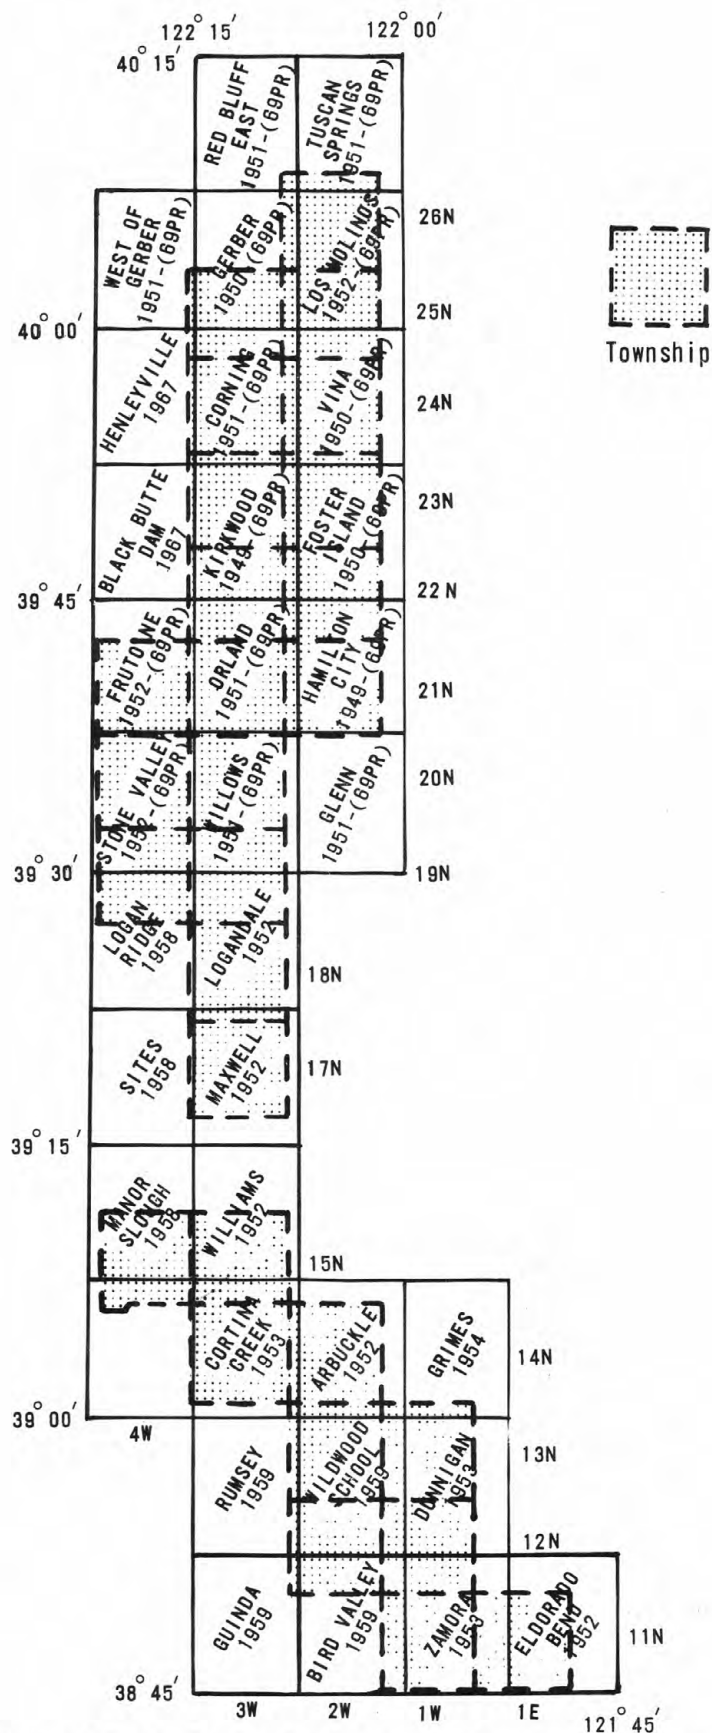 122° 15′
122° 00′
40° 15′
RED BLUFF
EAST
1951-(69PR)
TUSCAN
SPRINGS
1951-(69PR)
WEST OF
GERBER
1951-(69PR)
GERBER
1950-(69PR)
LOS MOLINOS
1952-(69PR)
26N
25N
Township
40° 00′
HENLEYVILLE
1967
CORNING
1951-(69PR)
VINA
1950-(69PR)
24N
BLACK BUTTE
DAM
1967
KIRKWOOD
1949-(69PR)
FOSTER
ISLAND
1950-(69PR)
23N
22N
39° 45′
FRUTO NE
1952-(69PR)
ORLAND
1951-(69PR)
HAMILTON
CITY
1949-(69PR)
21N
STONE VALLEY
1952-(69PR)
WILLOWS
1951-(69PR)
GLENN
1951-(69PR)
20N
39° 30′
19N
LOGAN
RIDGE
1958
LOGANDALE
1952
18N
SITES
1958
MAXWELL
1952
17N
39° 15′
MANOR
SLOUGH
1958
WILLIAMS
1952
15N
CORTINA
CREEK
1953
ARBUCKLE
1952
GRIMES
1954
14N
39° 00′
4W
RUMSEY
1959
WILDWOOD
SCHOOL
1959
DUNNIGAN
1953
13N
12N
GUINDA
1959
BIRD VALLEY
1959
ZAMORA
1953
ELDORADO
BEND
1952
11N
38° 45′
3W
2W
1W
1E
121° 45′